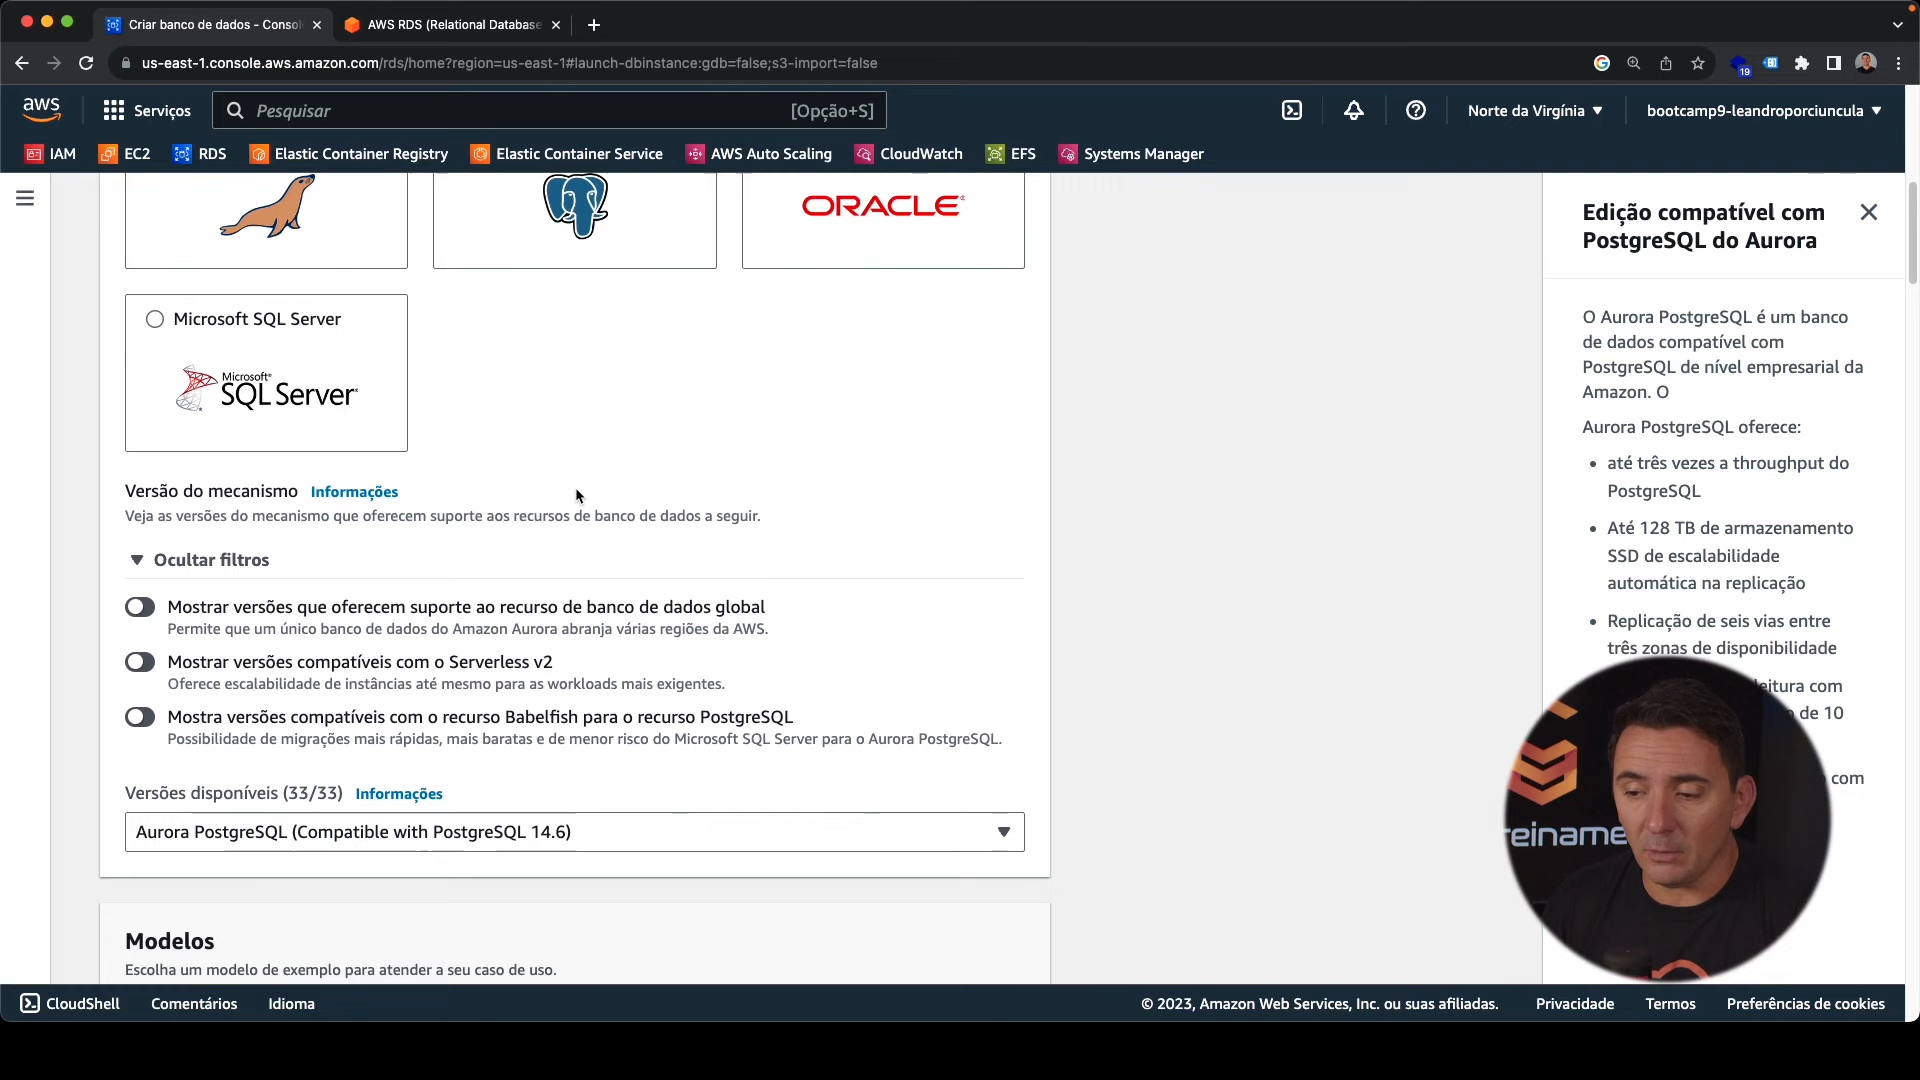 Criar banco de dados - Conso
AWS RDS (Relational Database
us-east-1.console.aws.amazon.com/rds/home?region=us-east-1#launch-dbinstance:gdb=false;s3-import=false
19
aws
Serviços
Pesquisar
[Opção+S]
Norte da Virgínia
bootcamp9-leandroporciuncula
IAM
EC2
RDS
Elastic Container Registry
Elastic Container Service
AWS Auto Scaling
CloudWatch
EFS
Systems Manager
ORACLE
Microsoft SQL Server
Microsoft
SQL Server
Versão do mecanismo Informações
Veja as versões do mecanismo que oferecem suporte aos recursos de banco de dados a seguir.
Ocultar filtros
Mostrar versões que oferecem suporte ao recurso de banco de dados global
Permite que um único banco de dados do Amazon Aurora abranja várias regiões da AWS.
Mostrar versões compatíveis com o Serverless v2
Oferece escalabilidade de instâncias até mesmo para as workloads mais exigentes.
Mostra versões compatíveis com o recurso Babelfish para o recurso PostgreSQL
Possibilidade de migrações mais rápidas, mais baratas e de menor risco do Microsoft SQL Server para o Aurora PostgreSQL.
Versões disponíveis (33/33) Informações
Aurora PostgreSQL (Compatible with PostgreSQL 14.6)
Modelos
Escolha um modelo de exemplo para atender a seu caso de uso.
Edição compatível com
PostgreSQL do Aurora
O Aurora PostgreSQL é um banco
de dados compatível com
PostgreSQL de nível empresarial da
Amazon. O
Aurora PostgreSQL oferece:
até três vezes a throughput do
PostgreSQL
Até 128 TB de armazenamento
SSD de escalabilidade
automática na replicação
Replicação de seis vias entre
três zonas de disponibilidade
eitura com
de 10
com
reiname
CloudShell
Comentários
Idioma
© 2023, Amazon Web Services, Inc. ou suas afiliadas.
Privacidade
Termos
Preferências de cookies